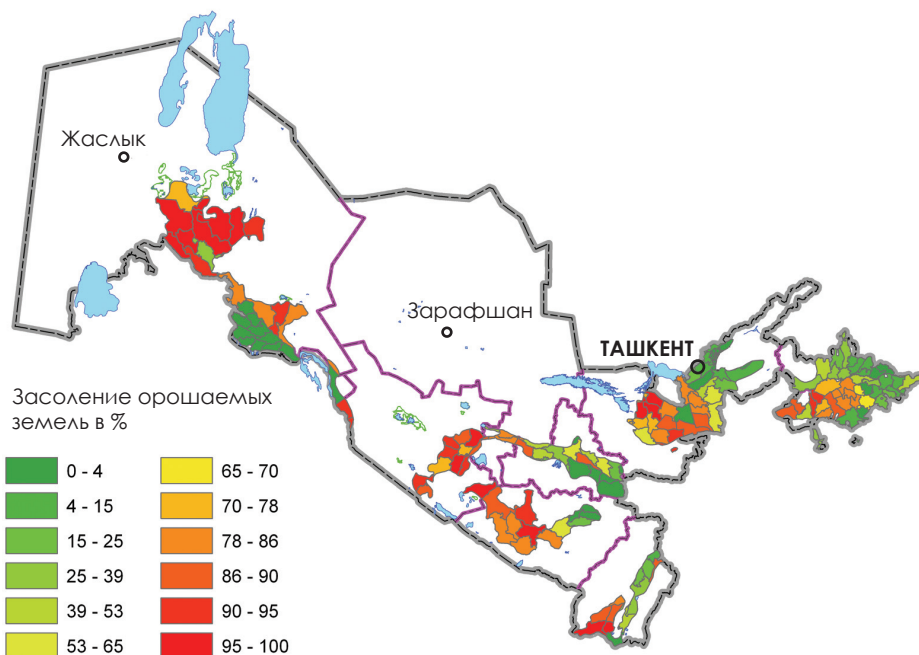 Жаслык
Зарафшан
ТАШКЕНТ
Засоление орошаемых
земель в %
0 - 4
4 - 15
15 - 25
25 - 39
39 - 53
53 - 65
65 - 70
70 - 78
78 - 86
86 - 90
90 - 95
95 - 100